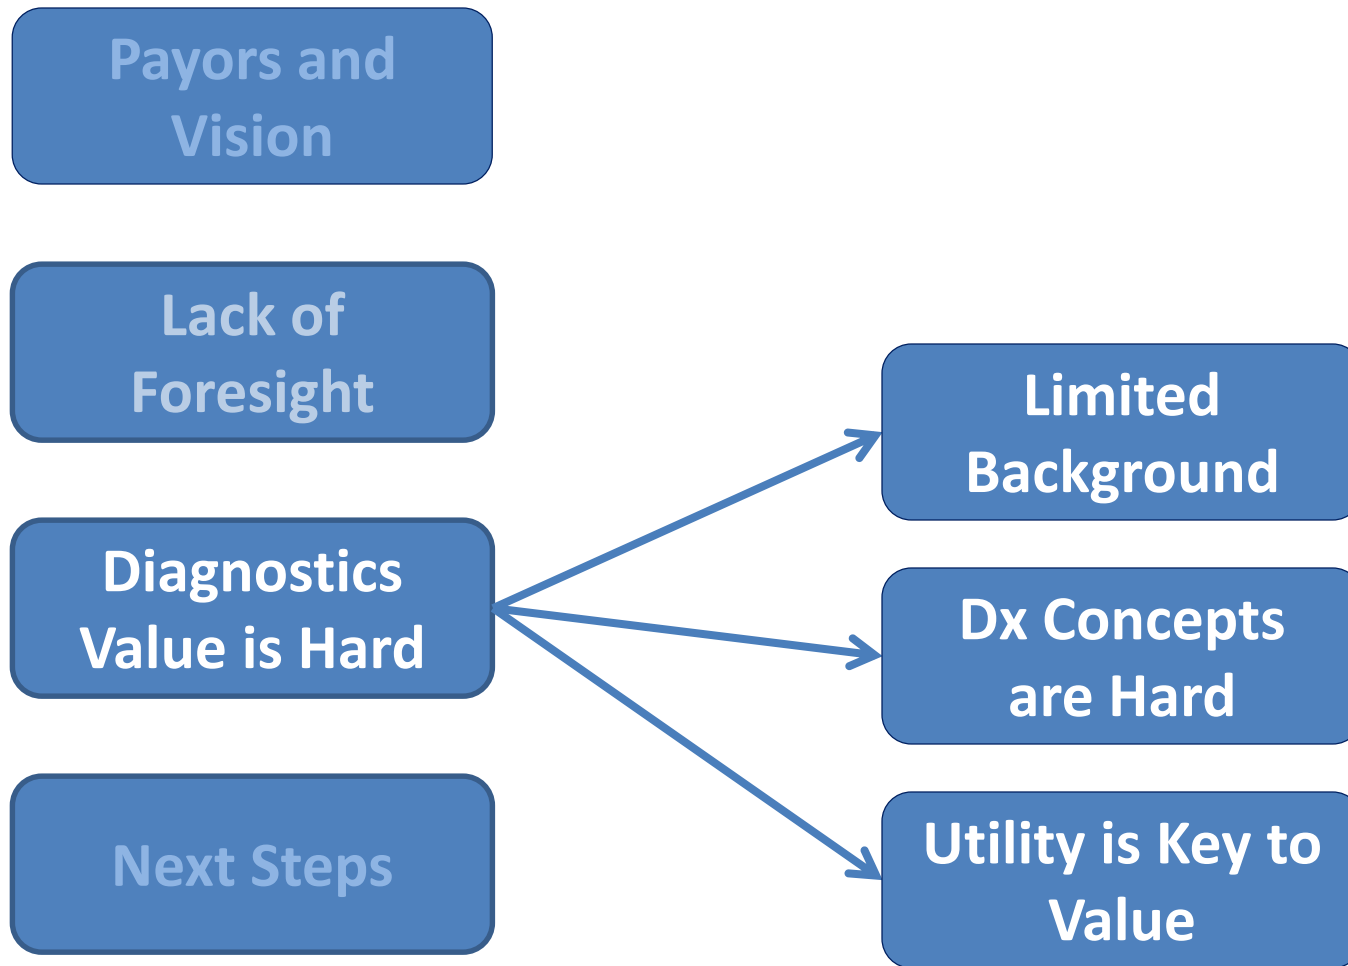 Payors and
Vision
Lack of
Foresight
Diagnostics
Value is Hard
Next Steps
Limited
Background
Dx Concepts
are Hard
Utility is Key to
Value